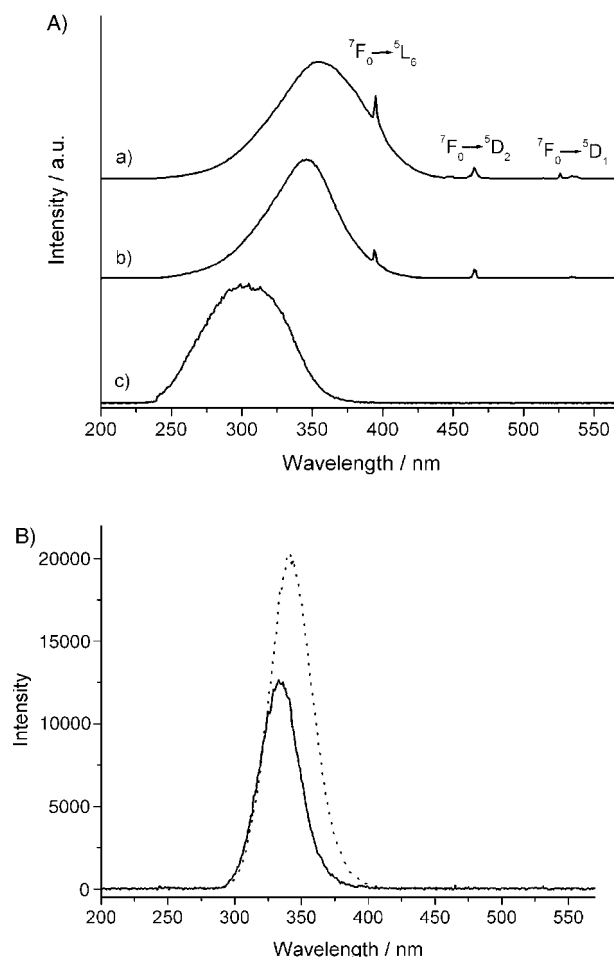 A)
⁷F₀→⁵L₆
⁷F₀→⁵D₂ ⁷F₀→⁵D₁
a)
b)
c)
Intensity / a.u.
200 250 300 350 400 450 500 550
Wavelength / nm
B)
20000
15000
10000
5000
0
Intensity
200 250 300 350 400 450 500 550
Wavelength / nm